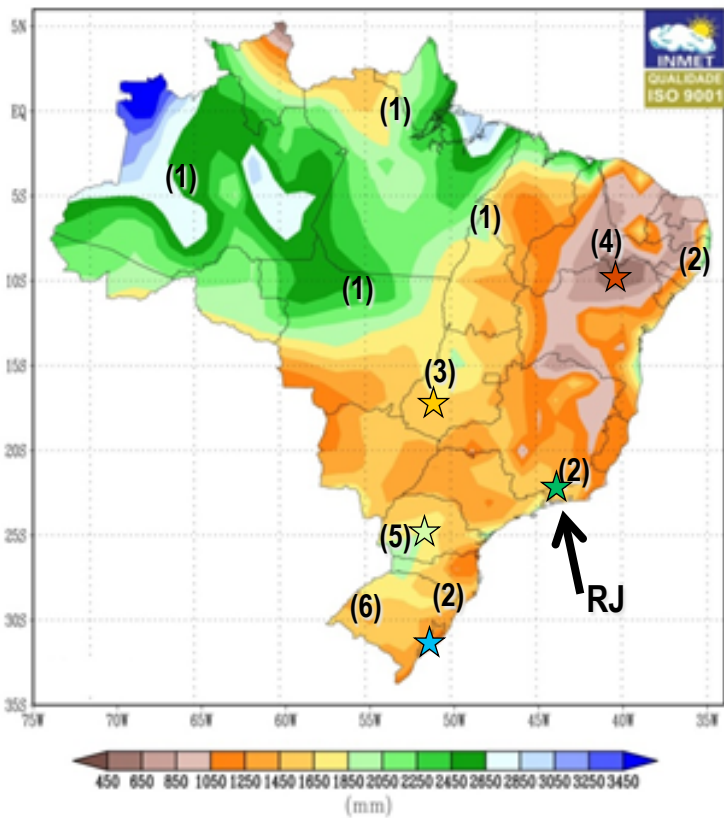 5N
INMET
QUALIDADE
ISO 9001
EQ
(1)
(1)
5S
(1)
(4)
(2)
10S
(1)
15S
(3)
20S
(2)
25S
(5)
RJ
(6)
(2)
30S
35S
75W 70W 65W 60W 55W 50W 45W 40W 35W
450 650 850 1050 1250 1450 1650 1850 2050 2250 2450 2650 2850 3050 3250 3450
(mm)